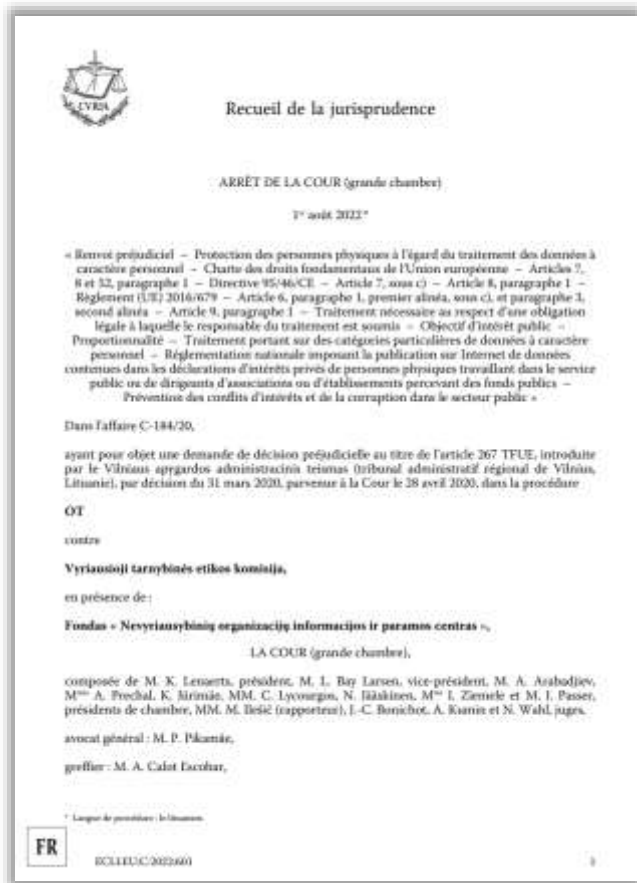 CVRIA
Recueil de la jurisprudence
ARRÊT DE LA COUR (grande chambre)
1er août 2022 *
« Renvoi préjudiciel – Protection des personnes physiques à l'égard du traitement des données à
caractère personnel – Charte des droits fondamentaux de l'Union européenne – Articles 7,
8 et 52, paragraphe 1 – Directive 95/46/CE – Article 7, sous c) – Article 8, paragraphe 1 –
Règlement (UE) 2016/679 – Article 6, paragraphe 1, premier alinéa, sous c), et paragraphe 3,
second alinéa – Article 9, paragraphe 1 – Traitement nécessaire au respect d'une obligation
légale à laquelle le responsable du traitement est soumis – Objectif d'intérêt public –
Proportionnalité – Traitement portant sur des catégories particulières de données à caractère
personnel – Réglementation nationale imposant la publication sur Internet de données
contenues dans les déclarations d'intérêts privés de personnes physiques travaillant dans le service
public ou de dirigeants d'associations ou d'établissements percevant des fonds publics –
Prévention des conflits d'intérêts et de la corruption dans le secteur public »
Dans l'affaire C-184/20,
ayant pour objet une demande de décision préjudicielle au titre de l'article 267 TFUE, introduite
par le Vilniaus apygardos administracinis teismas (tribunal administratif régional de Vilnius,
Lituanie), par décision du 31 mars 2020, parvenue à la Cour le 28 avril 2020, dans la procédure
OT
contre
Vyriausioji tarnybinės etikos komisija,
en présence de :
Fondas « Nevyriausybinių organizacijų informacijos ir paramos centras »,
LA COUR (grande chambre),
composée de M. K. Lenaerts, président, M. L. Bay Larsen, vice-président, M. A. Arabadjiev,
Mme A. Prechal, K. Jürimäe, MM. C. Lycourgos, N. Jääskinen, Mme I. Ziemele et M. J. Passer,
présidents de chambre, MM. M. Ilešič (rapporteur), J.-C. Bonichot, A. Kumin et N. Wahl, juges,
avocat général : M. P. Pikamäe,
greffier : M. A. Calot Escobar,
* Langue de procédure : le lituanien.
FR
ECLI:EU:C:2022:601
1